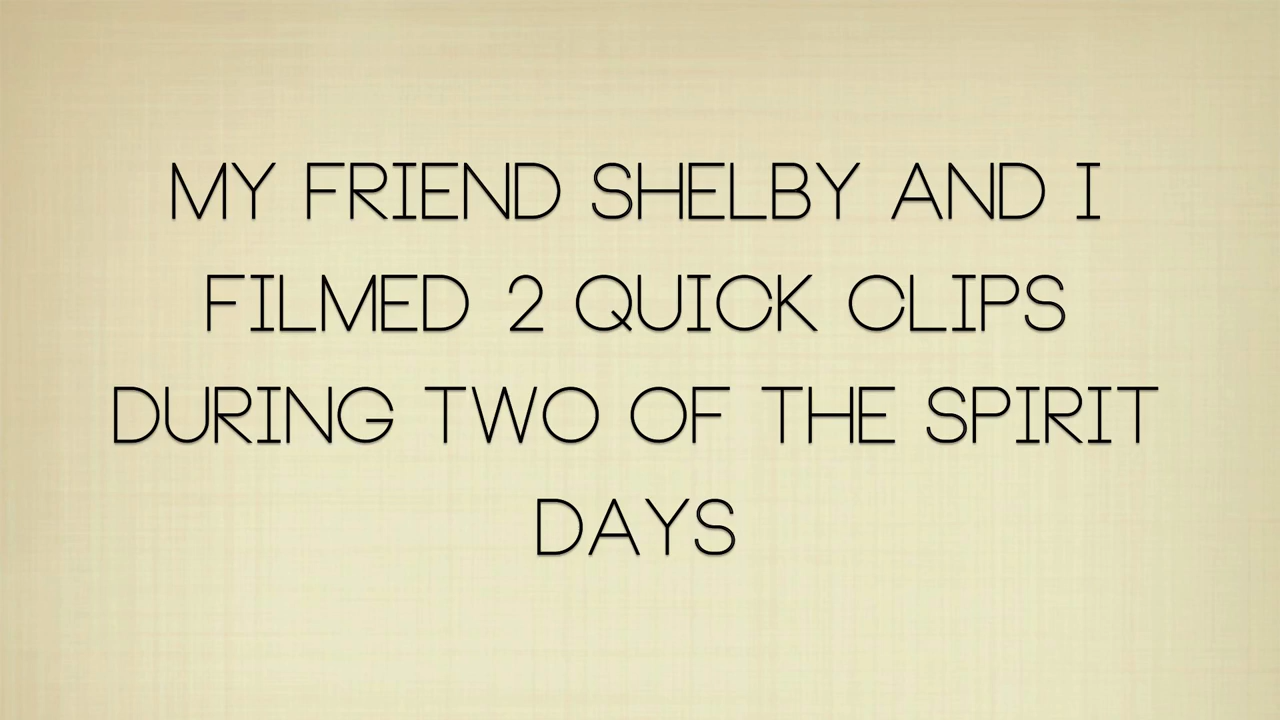 MY FRIEND SHELBY AND I
FILMED 2 QUICK CLIPS
DURING TWO OF THE SPIRIT
DAYS